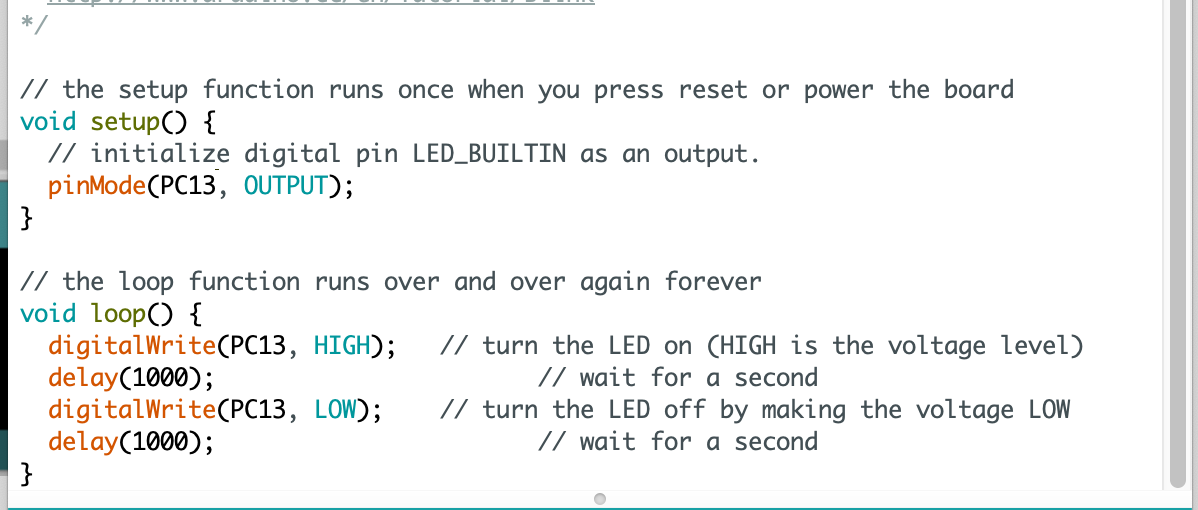 */
// the setup function runs once when you press reset or power the board
void setup() {
  // initialize digital pin LED_BUILTIN as an output.
  pinMode(PC13, OUTPUT);
}
// the loop function runs over and over again forever
void loop() {
  digitalWrite(PC13, HIGH);   // turn the LED on (HIGH is the voltage level)
  delay(1000);                       // wait for a second
  digitalWrite(PC13, LOW);    // turn the LED off by making the voltage LOW
  delay(1000);                       // wait for a second
}